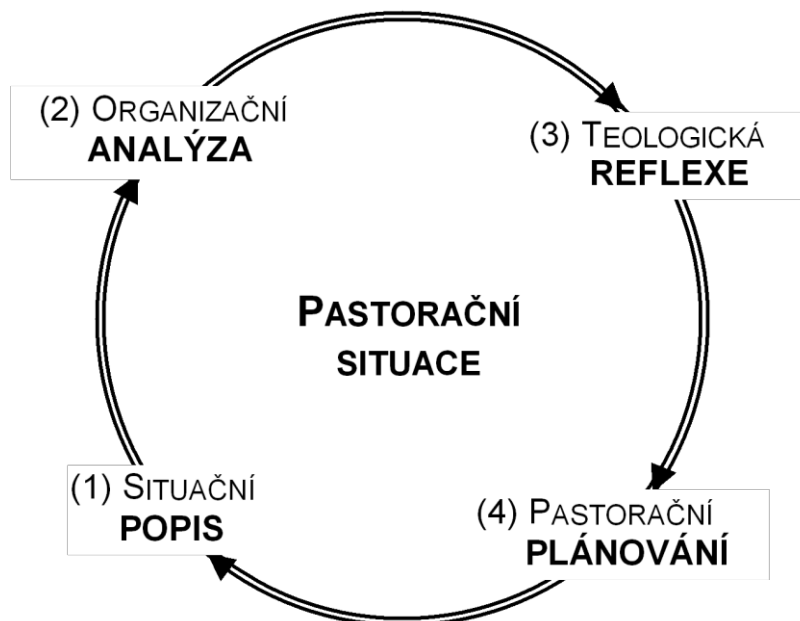 (2) ORGANIZAČNÍ
ANALÝZA
(3) TEOLOGICKÁ
REFLEXE
PASTORAČNÍ
SITUACE
(1) SITUAČNÍ
POPIS
(4) PASTORAČNÍ
PLÁNOVÁNÍ